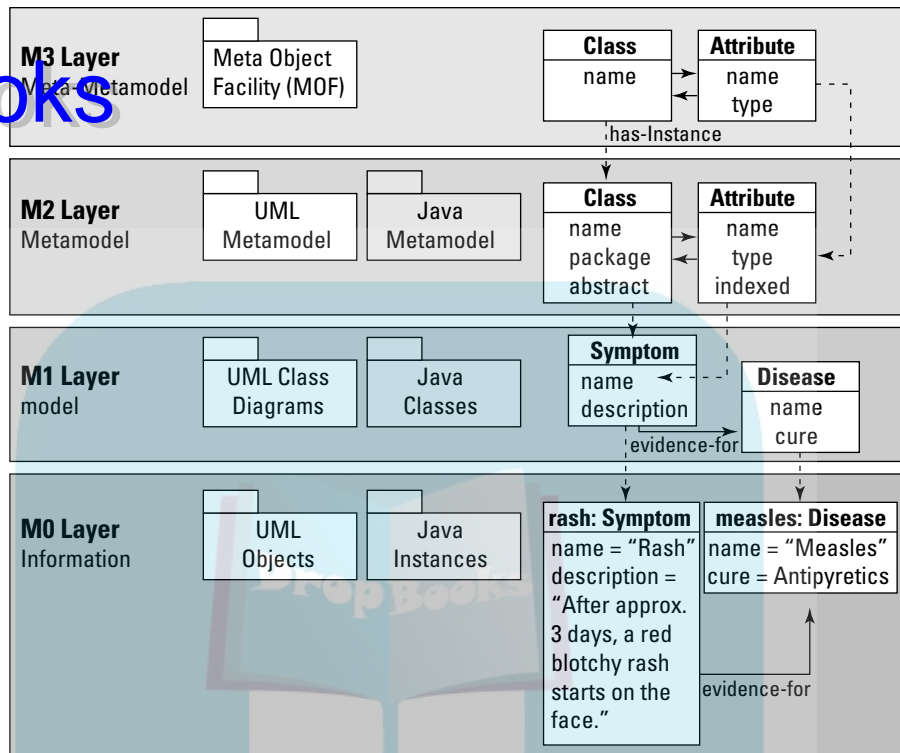 M3 Layer
Meta-Metamodel
oks
Meta Object
Facility (MOF)
Class
name
Attribute
name
type
has-Instance
M2 Layer
Metamodel
UML
Metamodel
Java
Metamodel
Class
name
package
abstract
Attribute
name
type
indexed
M1 Layer
model
UML Class
Diagrams
Java
Classes
Symptom
name
description
evidence-for
Disease
name
cure
M0 Layer
Information
UML
Objects
Java
Instances
rash: Symptom
name = “Rash”
description =
“After approx.
3 days, a red
blotchy rash
starts on the
face.”
measles: Disease
name = “Measles”
cure = Antipyretics
evidence-for
Drop Books